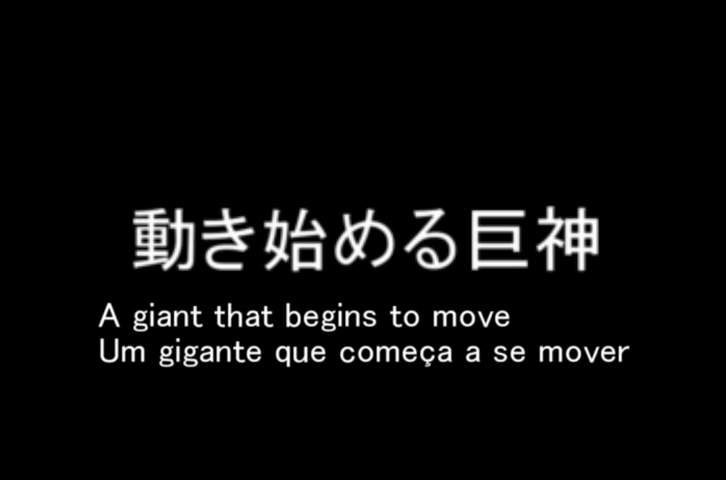 動き始める巨神
A giant that begins to move
Um gigante que começa a se mover